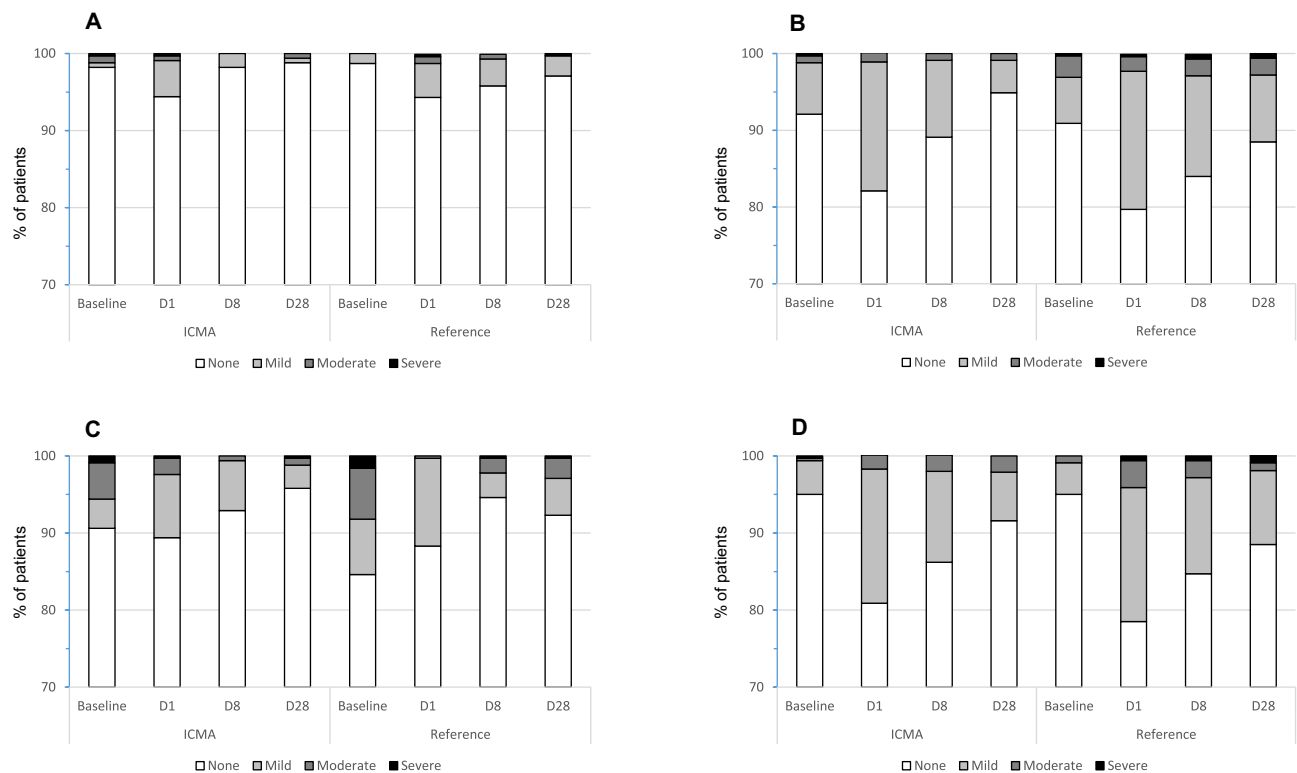 A
% of patients
100
90
80
70
Baseline D1 D8 D28 Baseline D1 D8 D28
ICMA Reference
None Mild Moderate Severe
B
% of patients
100
90
80
70
Baseline D1 D8 D28 Baseline D1 D8 D28
ICMA Reference
None Mild Moderate Severe
C
% of patients
100
90
80
70
Baseline D1 D8 D28 Baseline D1 D8 D28
ICMA Reference
None Mild Moderate Severe
D
% of patients
100
90
80
70
Baseline D1 D8 D28 Baseline D1 D8 D28
ICMA Reference
None Mild Moderate Severe